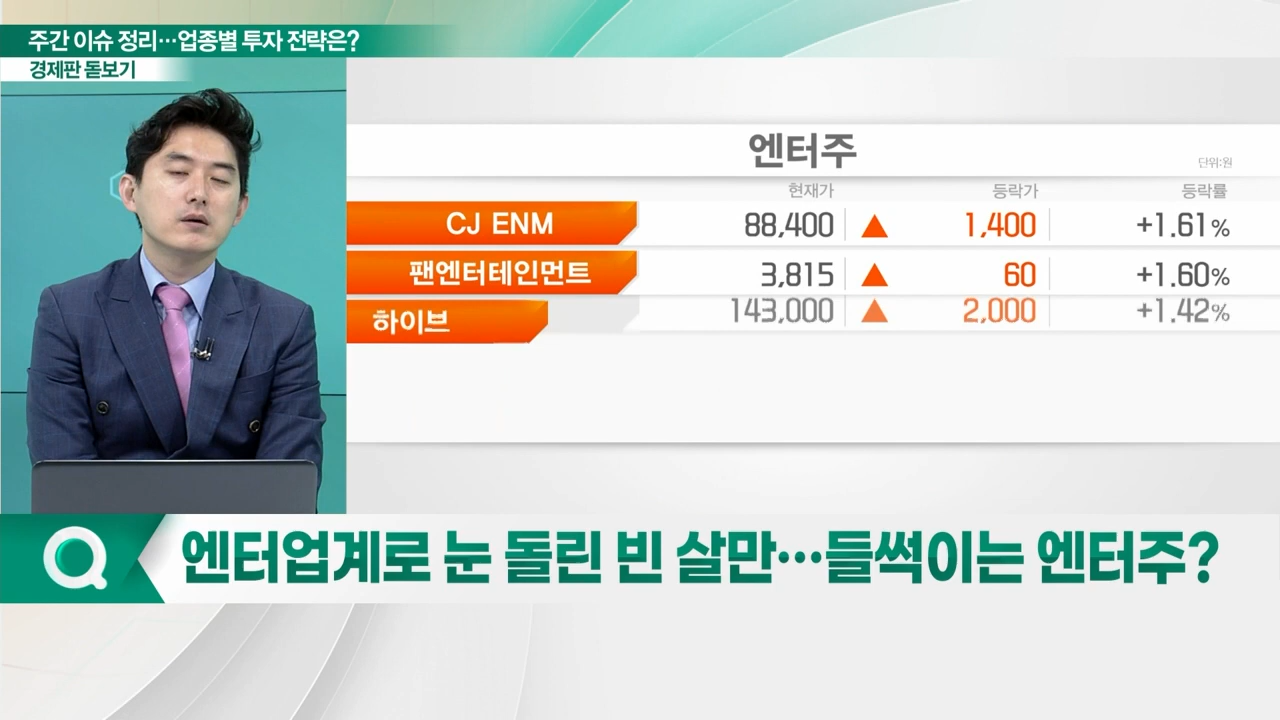 주간 이슈 정리…업종별 투자 전략은?
경제판 돋보기
엔터주
단위:원
현재가 등락가 등락률
CJ ENM 88,400 ▲ 1,400 +1.61%
팬엔터테인먼트 3,815 ▲ 60 +1.60%
하이브 143,000 ▲ 2,000 +1.42%
엔터업계로 눈 돌린 빈 살만…들썩이는 엔터주?